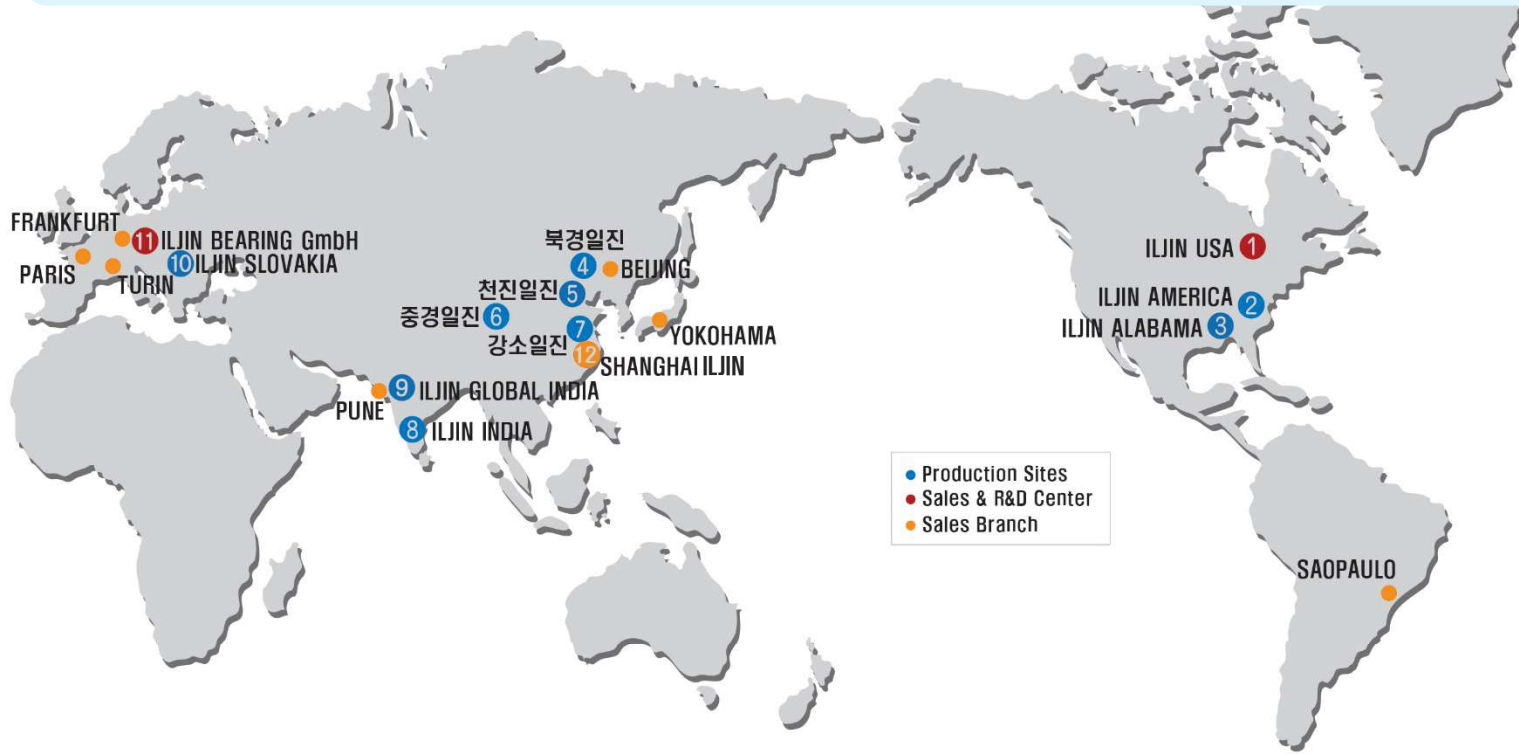 FRANKFURT
11 ILJIN BEARING GmbH
10 ILJIN SLOVAKIA
PARIS
TURIN
북경일진
4
BEIJING
천진일진 5
중경일진 6
7
강소일진
12
SHANGHAI ILJIN
YOKOHAMA
9 ILJIN GLOBAL INDIA
PUNE
8 ILJIN INDIA
ILJIN USA 1
ILJIN AMERICA 2
ILJIN ALABAMA 3
Production Sites
Sales & R&D Center
Sales Branch
SAOPAULO